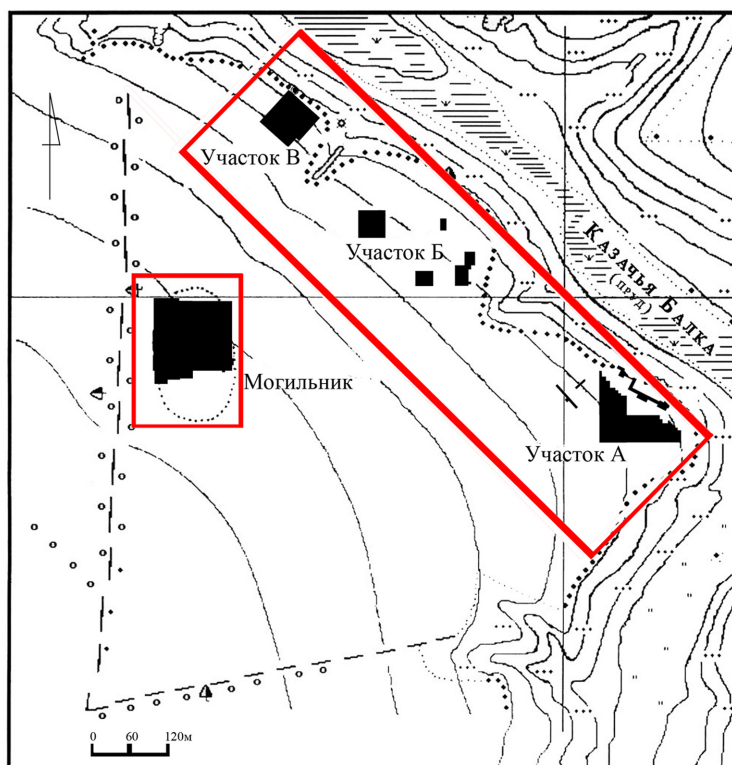 Участок В
Участок Б
КАЗАЧЬЯ БАЛКА
(ПРУД)
Могильник
Участок А
0 60 120м